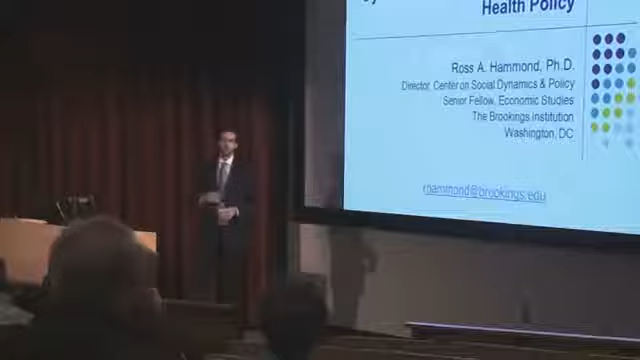 Health Policy
Ross A. Hammond, Ph.D.
Director, Center on Social Dynamics & Policy
Senior Fellow, Economic Studies
The Brookings Institution
Washington, DC
rhammond@brookings.edu